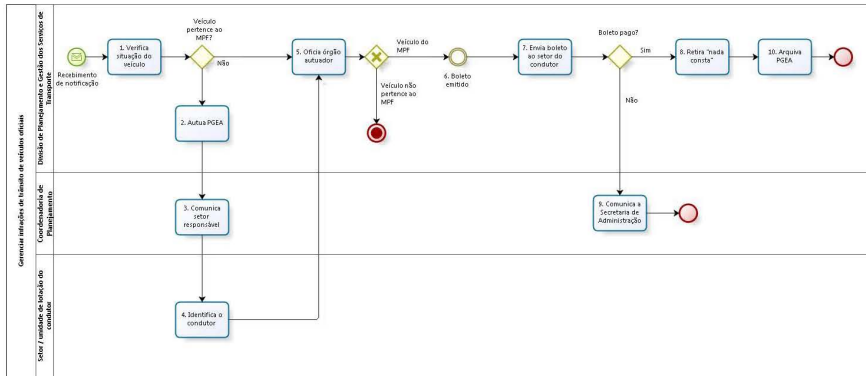 Gerenciar infrações de trânsito de veículos oficiais
Divisão de Planejamento e Gestão dos Serviços de
Transporte
Coordenadoria de
Planejamento
Setor / unidade de lotação do
condutor
Recebimento
de notificação
1. Verifica
situação do
veículo
Veículo
pertence ao
MPF?
Não
2. Autua PGEA
3. Comunica
setor
responsável
4. Identifica o
condutor
5. Oficia órgão
autuador
Veículo do
MPF
Veículo não
pertence ao
MPF
6. Boleto
emitido
7. Envia boleto
ao setor do
condutor
Boleto pago?
Sim
Não
8. Retira "nada
consta"
9. Comunica a
Secretaria de
Administração
10. Arquiva
PGEA